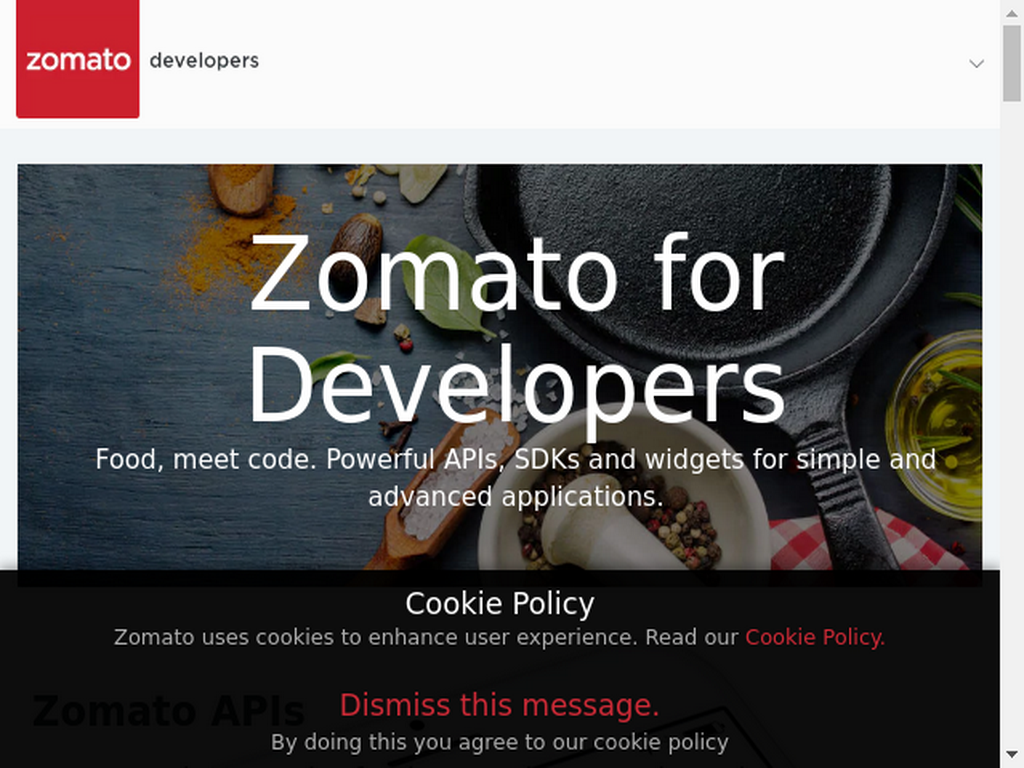 zomato developers
Zomato for
Developers
Food, meet code. Powerful APIs, SDKs and widgets for simple and
advanced applications.
Cookie Policy
Zomato uses cookies to enhance user experience. Read our Cookie Policy.
Zomato APIs
Dismiss this message.
By doing this you agree to our cookie policy